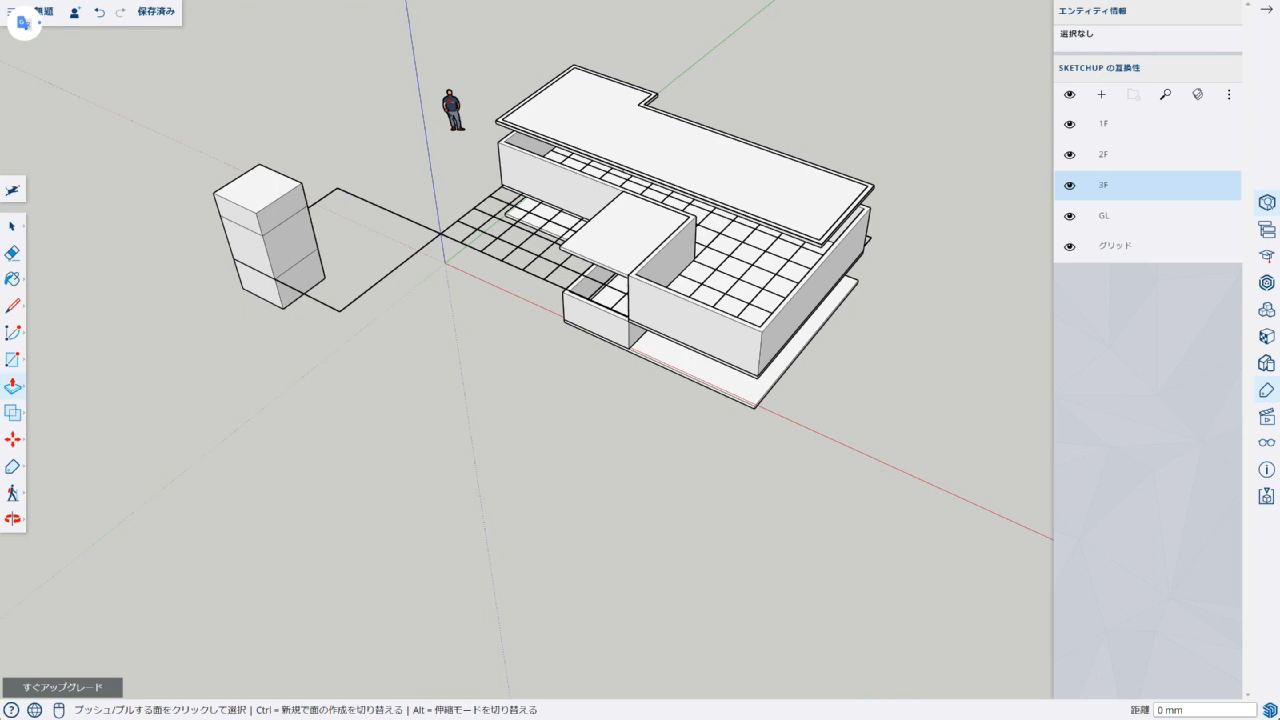 無題
保存済み
エンティティ情報
選択なし
SKETCHUP の互換性
1F
2F
3F
GL
グリッド
すぐアップグレード
プッシュ/プルする面をクリックして選択 | Ctrl = 新規で面の作成を切り替える | Alt = 伸縮モードを切り替える
距離 0 mm